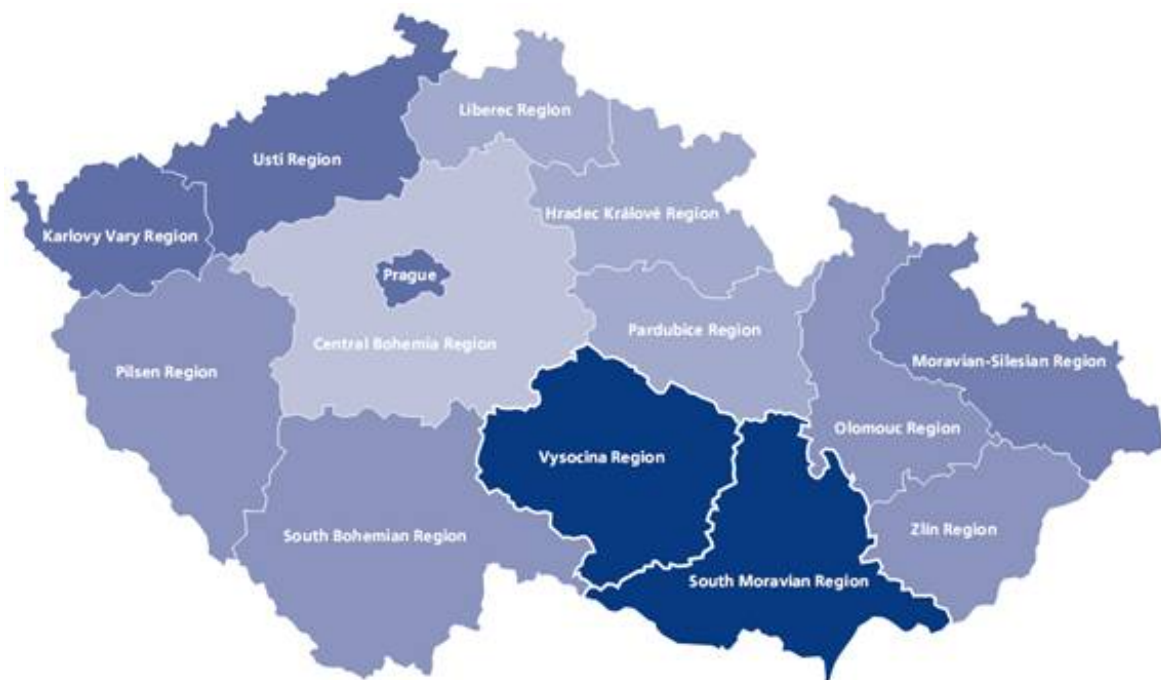 Liberec Region
Usti Region
Hradec Králové Region
Karlovy Vary Region
Prague
Pardubice Region
Central Bohemia Region
Moravian-Silesian Region
Pilsen Region
Olomouc Region
Vysocina Region
Zlín Region
South Bohemian Region
South Moravian Region